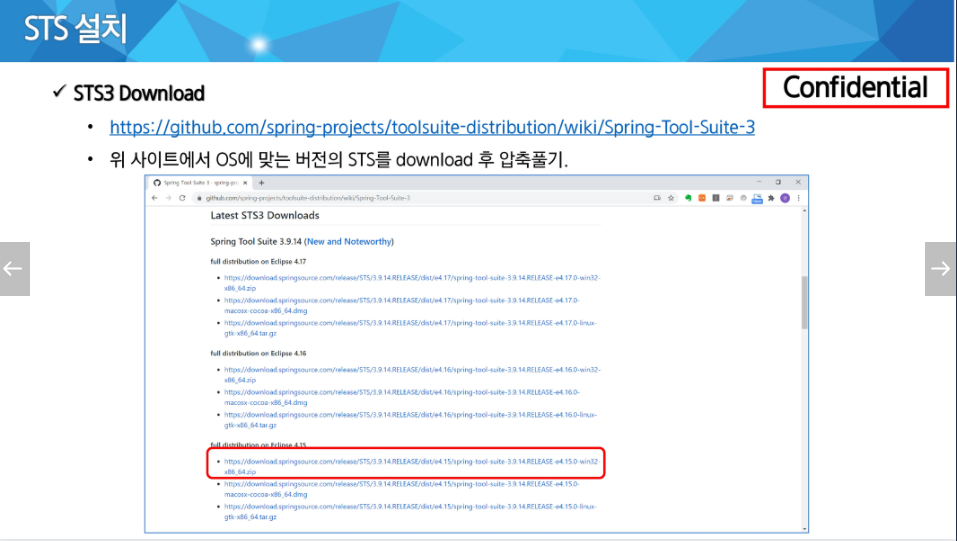 STS 설치
Confidential
✓ STS3 Download
• https://github.com/spring-projects/toolsuite-distribution/wiki/Spring-Tool-Suite-3
• 위 사이트에서 OS에 맞는 버전의 STS를 download 후 압축풀기.
Spring Tool Suite 3 · spring-pro
github.com/spring-projects/toolsuite-distribution/wiki/Spring-Tool-Suite-3
Latest STS3 Downloads
Spring Tool Suite 3.9.14 (New and Noteworthy)
full distribution on Eclipse 4.17
• https://download.springsource.com/release/STS/3.9.14.RELEASE/dist/e4.17/spring-tool-suite-3.9.14.RELEASE-e4.17.0-win32-
x86_64.zip
• https://download.springsource.com/release/STS/3.9.14.RELEASE/dist/e4.17/spring-tool-suite-3.9.14.RELEASE-e4.17.0-
macosx-cocoa-x86_64.dmg
• https://download.springsource.com/release/STS/3.9.14.RELEASE/dist/e4.17/spring-tool-suite-3.9.14.RELEASE-e4.17.0-linux-
gtk-x86_64.tar.gz
full distribution on Eclipse 4.16
• https://download.springsource.com/release/STS/3.9.14.RELEASE/dist/e4.16/spring-tool-suite-3.9.14.RELEASE-e4.16.0-win32-
x86_64.zip
• https://download.springsource.com/release/STS/3.9.14.RELEASE/dist/e4.16/spring-tool-suite-3.9.14.RELEASE-e4.16.0-
macosx-cocoa-x86_64.dmg
• https://download.springsource.com/release/STS/3.9.14.RELEASE/dist/e4.16/spring-tool-suite-3.9.14.RELEASE-e4.16.0-linux-
gtk-x86_64.tar.gz
full distribution on Eclipse 4.15
• https://download.springsource.com/release/STS/3.9.14.RELEASE/dist/e4.15/spring-tool-suite-3.9.14.RELEASE-e4.15.0-win32-
x86_64.zip
• https://download.springsource.com/release/STS/3.9.14.RELEASE/dist/e4.15/spring-tool-suite-3.9.14.RELEASE-e4.15.0-
macosx-cocoa-x86_64.dmg
• https://download.springsource.com/release/STS/3.9.14.RELEASE/dist/e4.15/spring-tool-suite-3.9.14.RELEASE-e4.15.0-linux-
gtk-x86_64.tar.gz